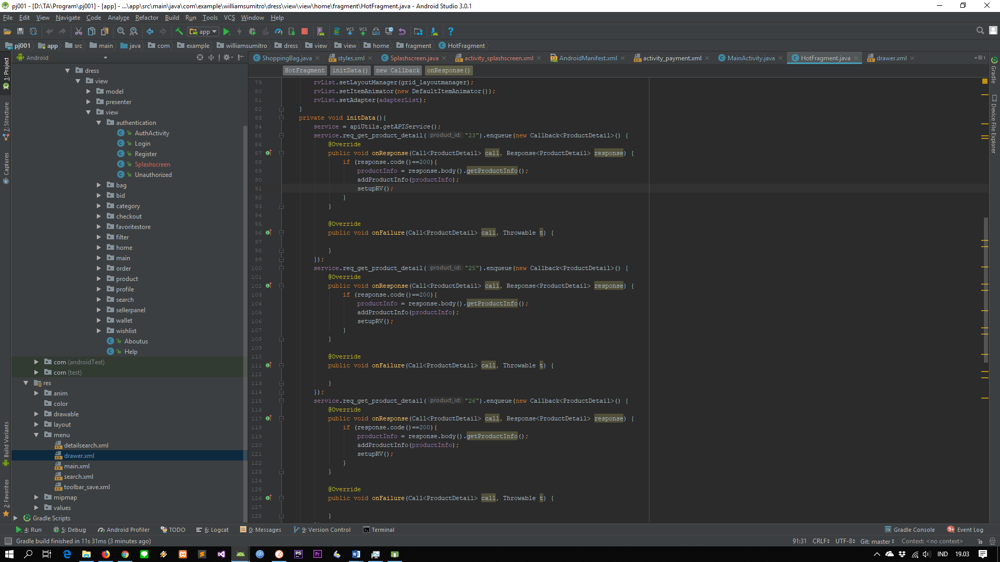 pj001 - [D:\TA\Program\pj001] - [app] - ...\app\src\main\java\com\example\williamsumitro\dress\view\view\home\fragment\HotFragment.java - Android Studio 3.0.1
File Edit View Navigate Code Analyze Refactor Build Run Tools VCS Window Help
app
VCS VCS
pj001 app src main java com example williamsumitro dress view view home fragment HotFragment
Android
ShoppingBag.java styles.xml Splashscreen.java activity_splashscreen.xml AndroidManifest.xml activity_payment.xml MainActivity.java HotFragment.java drawer.xml
HotFragment initData() new Callback onResponse()
1: Project
7: Structure
Captures
Build Variants
2: Favorites
dress
view
model
presenter
view
authentication
AuthActivity
Login
Register
Splashscreen
Unauthorized
bag
bid
category
checkout
favoritestore
filter
home
main
order
product
profile
search
sellerpanel
wallet
wishlist
Aboutus
Help
com (androidTest)
com (test)
res
anim
color
drawable
layout
menu
detailsearch.xml
drawer.xml
main.xml
search.xml
toolbar_save.xml
mipmap
values
Gradle Scripts
79 rvList.setLayoutManager(grid_layoutmanager);
80 rvList.setItemAnimator(new DefaultItemAnimator());
81 rvList.setAdapter(adapterList);
82 }
83 private void initData(){
84 service = apiUtils.getAPIService();
85 service.req_get_product_detail( product_id: "23").enqueue(new Callback<ProductDetail>() {
86 @Override
87 public void onResponse(Call<ProductDetail> call, Response<ProductDetail> response) {
88 if (response.code()==200){
89 productInfo = response.body().getProductInfo();
90 addProductInfo(productInfo);
91 setupRV();
92 }
93 }
94
95 @Override
96 public void onFailure(Call<ProductDetail> call, Throwable t) {
97
98 }
99 });
100 service.req_get_product_detail( product_id: "25").enqueue(new Callback<ProductDetail>() {
101 @Override
102 public void onResponse(Call<ProductDetail> call, Response<ProductDetail> response) {
103 if (response.code()==200){
104 productInfo = response.body().getProductInfo();
105 addProductInfo(productInfo);
106 setupRV();
107 }
108 }
109
110 @Override
111 public void onFailure(Call<ProductDetail> call, Throwable t) {
112
113 }
114 });
115 service.req_get_product_detail( product_id: "26").enqueue(new Callback<ProductDetail>() {
116 @Override
117 public void onResponse(Call<ProductDetail> call, Response<ProductDetail> response) {
118 if (response.code()==200){
119 productInfo = response.body().getProductInfo();
120 addProductInfo(productInfo);
121 setupRV();
122 }
123 }
124
125 @Override
126 public void onFailure(Call<ProductDetail> call, Throwable t) {
127
128 }
Gradle
Device File Explorer
4: Run 5: Debug Android Profiler TODO 6: Logcat 0: Messages 9: Version Control Terminal Gradle Console 9+ Event Log
Gradle build finished in 11s 31ms (3 minutes ago) 91:31 CRLF UTF-8 Git: master Context: <no context>
qb PS Pr IND 19.03